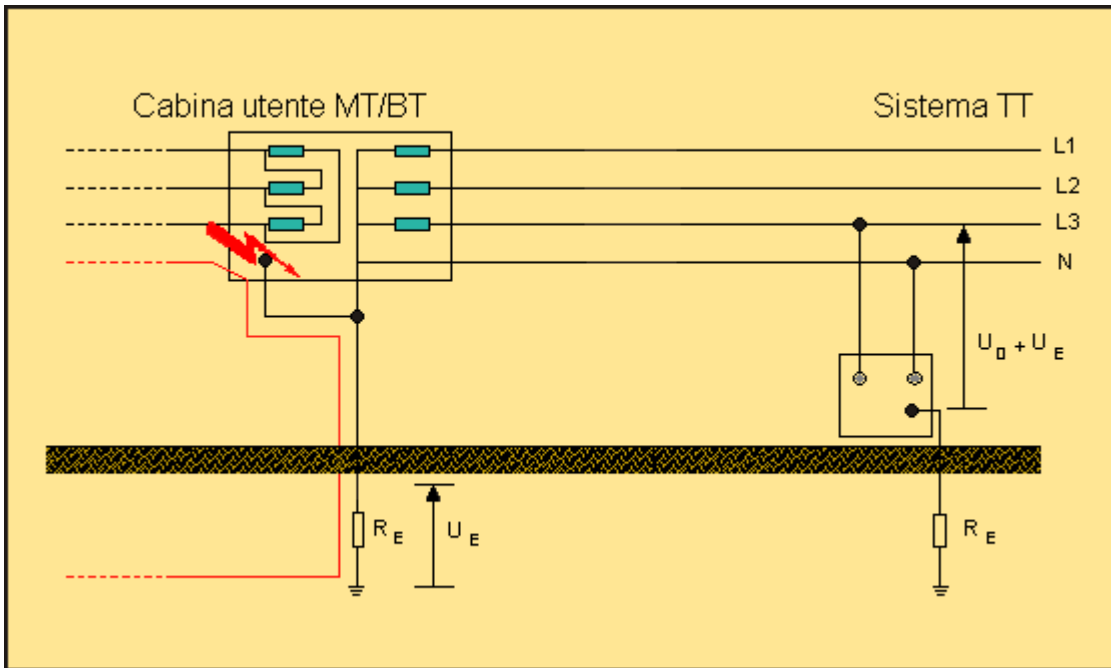 Cabina utente MT/BT
Sistema TT
L1
L2
L3
N
U0 + UE
RE
UE
RE